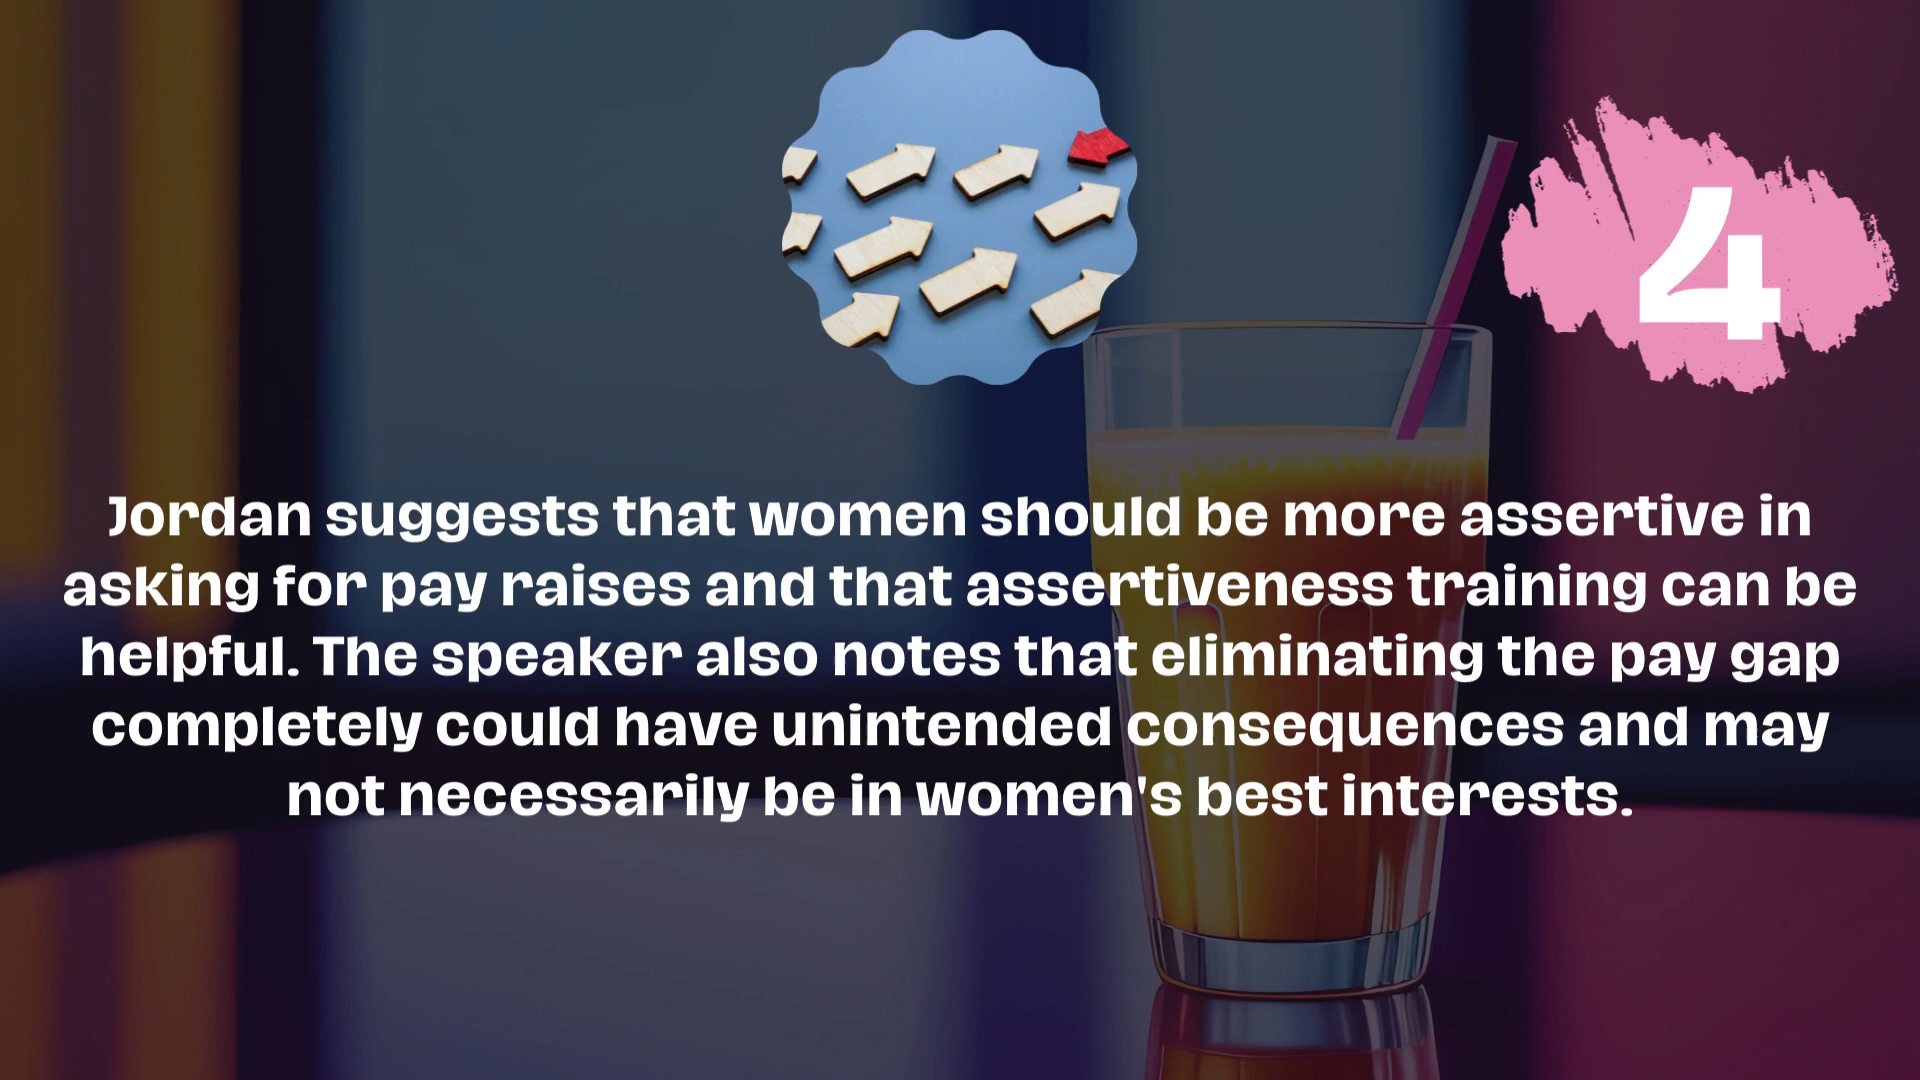 4
Jordan suggests that women should be more assertive in
asking for pay raises and that assertiveness training can be
helpful. The speaker also notes that eliminating the pay gap
completely could have unintended consequences and may
not necessarily be in women's best interests.